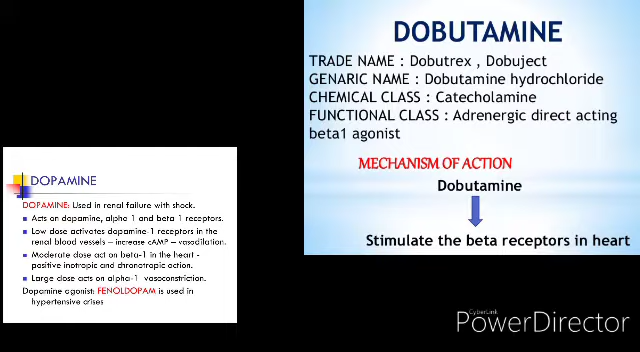 DOBUTAMINE
TRADE NAME : Dobutrex , Dobuject
GENARIC NAME : Dobutamine hydrochloride
CHEMICAL CLASS : Catecholamine
FUNCTIONAL CLASS : Adrenergic direct acting
beta1 agonist
MECHANISM OF ACTION
Dobutamine
Stimulate the beta receptors in heart
DOPAMINE
DOPAMINE: Used in renal failure with shock.
Acts on dopamine, alpha 1 and beta 1 receptors.
Low dose activates dopamine-1 receptors in the
renal blood vessels – increase cAMP – vasodilation.
Moderate dose act on beta-1 in the heart -
positive inotropic and chronotropic action.
Large dose acts on alpha-1 vasoconstriction.
Dopamine agonist: FENOLDOPAM is used in
hypertensive crises
CyberLink
PowerDirector